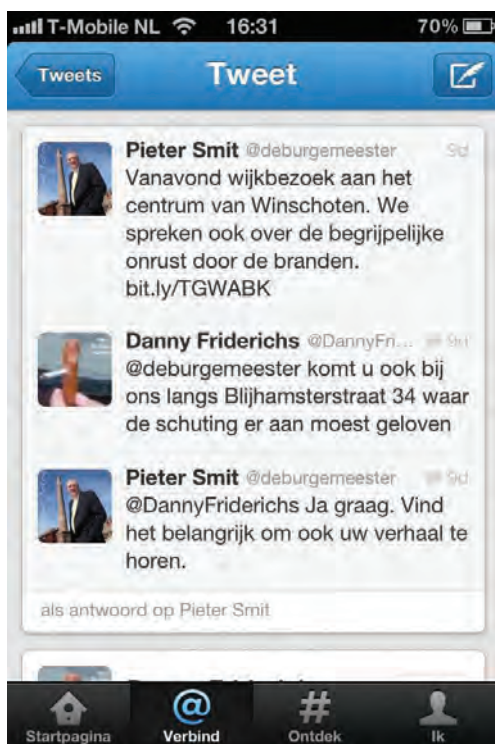 T-Mobile NL 16:31 70%
Tweets Tweet
Pieter Smit @deburgemeester 9d
Vanavond wijkbezoek aan het
centrum van Winschoten. We
spreken ook over de begrijpelijke
onrust door de branden.
bit.ly/TGWABK
Danny Friderichs @DannyFri... 9d
@deburgemeester komt u ook bij
ons langs Blijhamsterstraat 34 waar
de schuting er aan moest geloven
Pieter Smit @deburgemeester 9d
@DannyFriderichs Ja graag. Vind
het belangrijk om ook uw verhaal te
horen.
als antwoord op Pieter Smit
Startpagina Verbind Ontdek Ik